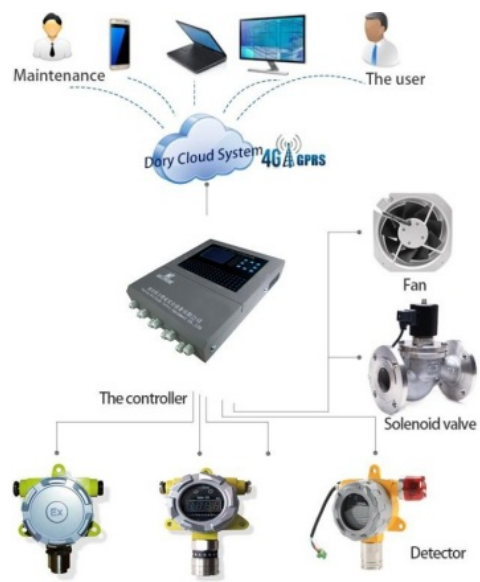 Maintenance
The user
Dory Cloud System
4G GPRS
Fan
Solenoid valve
The controller
Ex
Detector